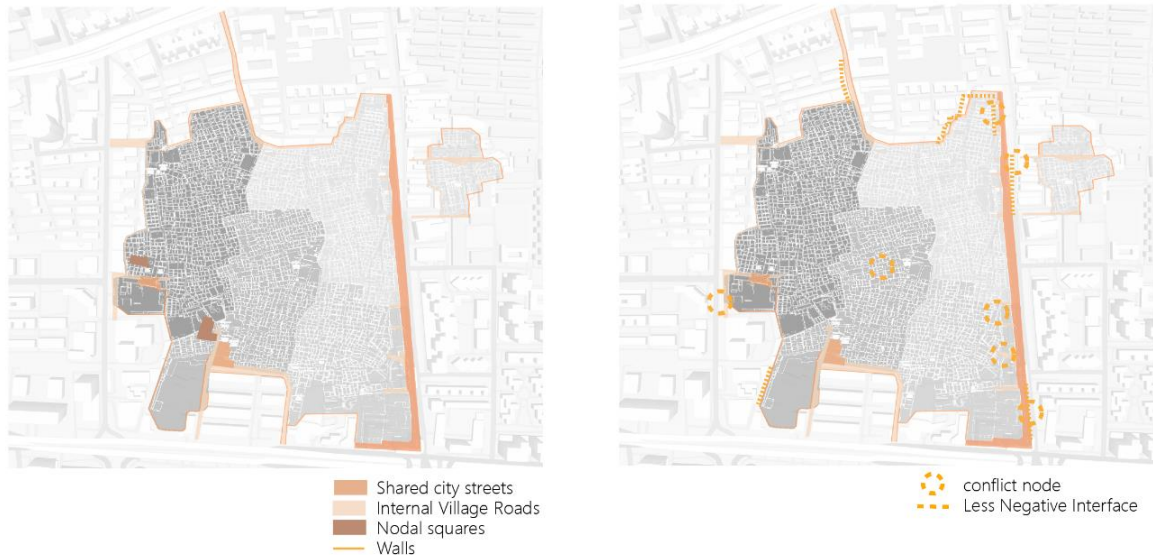 Shared city streets
Internal Village Roads
Nodal squares
Walls
conflict node
Less Negative Interface